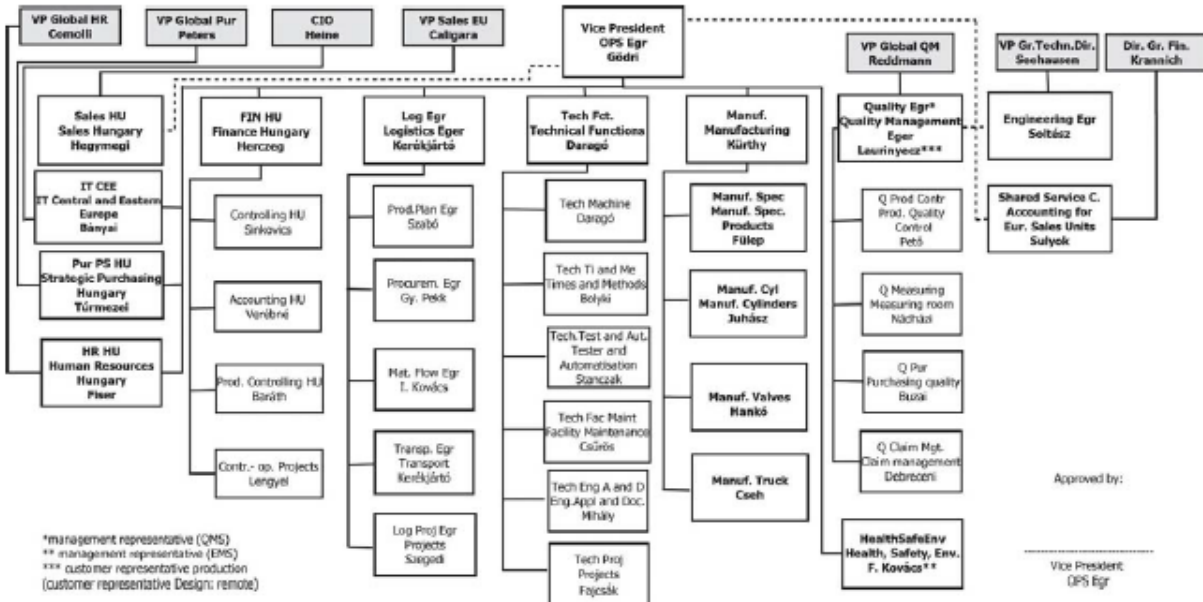 VP Global HR
Comolli
VP Global Pur
Peters
CIO
Heine
VP Sales EU
Caligara
Vice President
OPS Egr
Gödri
VP Global QM
Reddmann
VP Gr.Techn.Dir.
Seehausen
Dir. Gr. Fin.
Krannich
Sales HU
Sales Hungary
Hegymegi
FIN HU
Finance Hungary
Herczeg
Log Egr
Logistics Eger
Kerékjártó
Tech Fct.
Technical Functions
Daragó
Manuf.
Manufacturing
Kürthy
Quality Egr*
Quality Management
Eger
Laurinyecz***
Engineering Egr
Soltész
IT CEE
IT Central and Eastern
Europe
Bányai
Controlling HU
Sinkovics
Prod.Plan Egr
Szabó
Tech Machine
Daragó
Manuf. Spec
Manuf. Spec.
Products
Fülep
Q Prod Contr
Prod. Quality
Control
Pető
Shared Service C.
Accounting for
Eur. Sales Units
Sulyok
Pur PS HU
Strategic Purchasing
Hungary
Türmezei
Accounting HU
Verébné
Procurem. Egr
Gy. Pekk
Tech Ti and Me
Times and Methods
Bolyki
Manuf. Cyl
Manuf. Cylinders
Juhász
Q Measuring
Measuring room
Nádházi
HR HU
Human Resources
Hungary
Piser
Prod. Controlling HU
Baráth
Mat. Flow Egr
I. Kovács
Tech.Test and Aut.
Tester and
Automatisation
Stanczak
Manuf. Valves
Hankó
Q Pur
Purchasing quality
Buzai
Contr.- op. Projects
Lengyel
Transp. Egr
Transport
Kerékjártó
Tech Fac Maint
Facility Maintenance
Csűrös
Manuf. Truck
Cseh
Q Claim Mgt.
Claim management
Debreceni
Tech Eng A and D
Eng.Appl and Doc.
Mihály
Log Proj Egr
Projects
Szegedi
Tech Proj
Projects
Fajcsák
HealthSafeEnv
Health, Safety, Env.
F. Kovács**
Approved by:
Vice President
OPS Egr
*management representative (QMS)
** management representative (EMS)
*** customer representative production
(customer representative Design: remote)